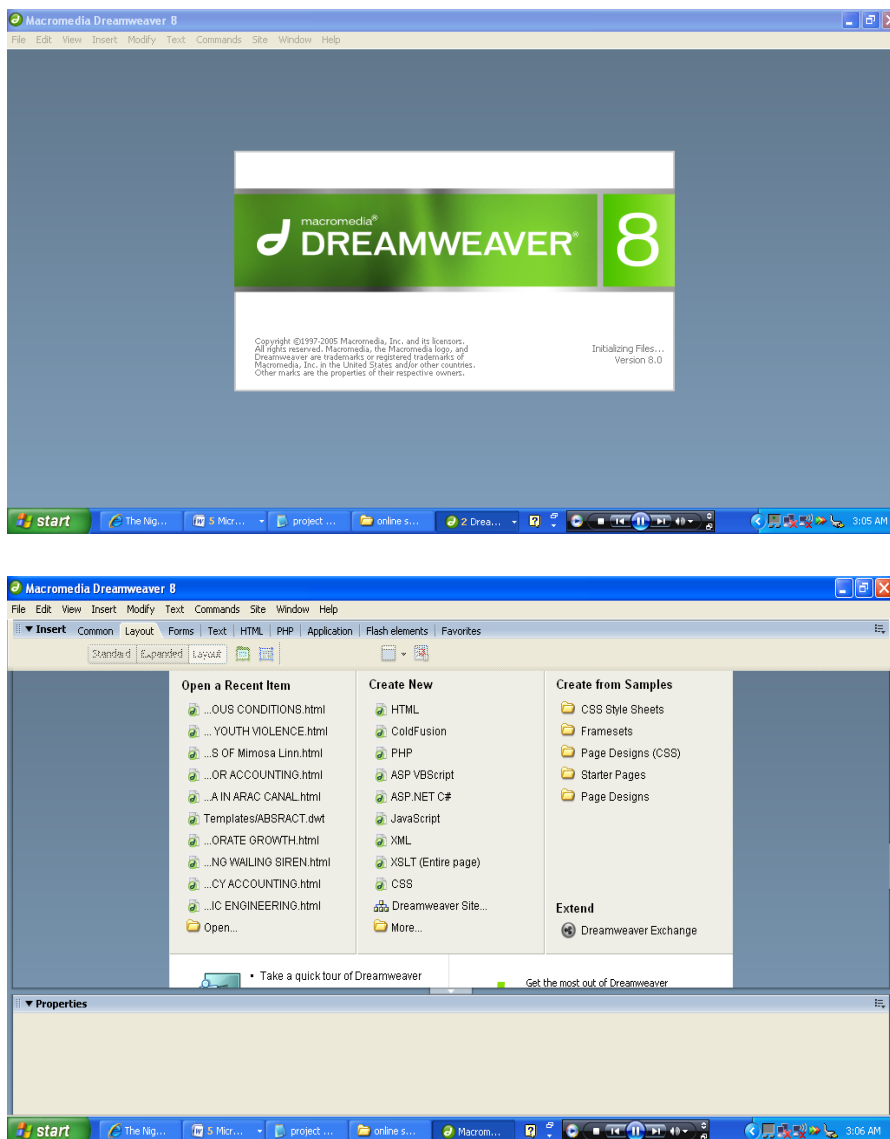 Macromedia Dreamweaver 8
File Edit View Insert Modify Text Commands Site Window Help
macromedia®
DREAMWEAVER® 8
Copyright ©1997-2005 Macromedia, Inc. and its licensors.
All rights reserved. Macromedia, the Macromedia logo, and
Dreamweaver are trademarks or registered trademarks of
Macromedia, Inc. in the United States and/or other countries.
Other marks are the properties of their respective owners.
Initializing Files...
Version 8.0
start The Nig... 5 Micr... project ... online s... 2 Drea... 3:05 AM
Macromedia Dreamweaver 8
File Edit View Insert Modify Text Commands Site Window Help
Insert Common Layout Forms Text HTML PHP Application Flash elements Favorites
Standard Expanded Layout
Open a Recent Item
...OUS CONDITIONS.html
... YOUTH VIOLENCE.html
...S OF Mimosa Linn.html
...OR ACCOUNTING.html
...A IN ARAC CANAL.html
Templates/ABSRACT.dwt
...ORATE GROWTH.html
...NG WAILING SIREN.html
...CY ACCOUNTING.html
...IC ENGINEERING.html
Open...
Create New
HTML
ColdFusion
PHP
ASP VBScript
ASP.NET C#
JavaScript
XML
XSLT (Entire page)
CSS
Dreamweaver Site...
More...
Create from Samples
CSS Style Sheets
Framesets
Page Designs (CSS)
Starter Pages
Page Designs
Extend
Dreamweaver Exchange
• Take a quick tour of Dreamweaver
Get the most out of Dreamweaver
Properties
start The Nig... 5 Micr... project ... online s... Macrom... 3:06 AM